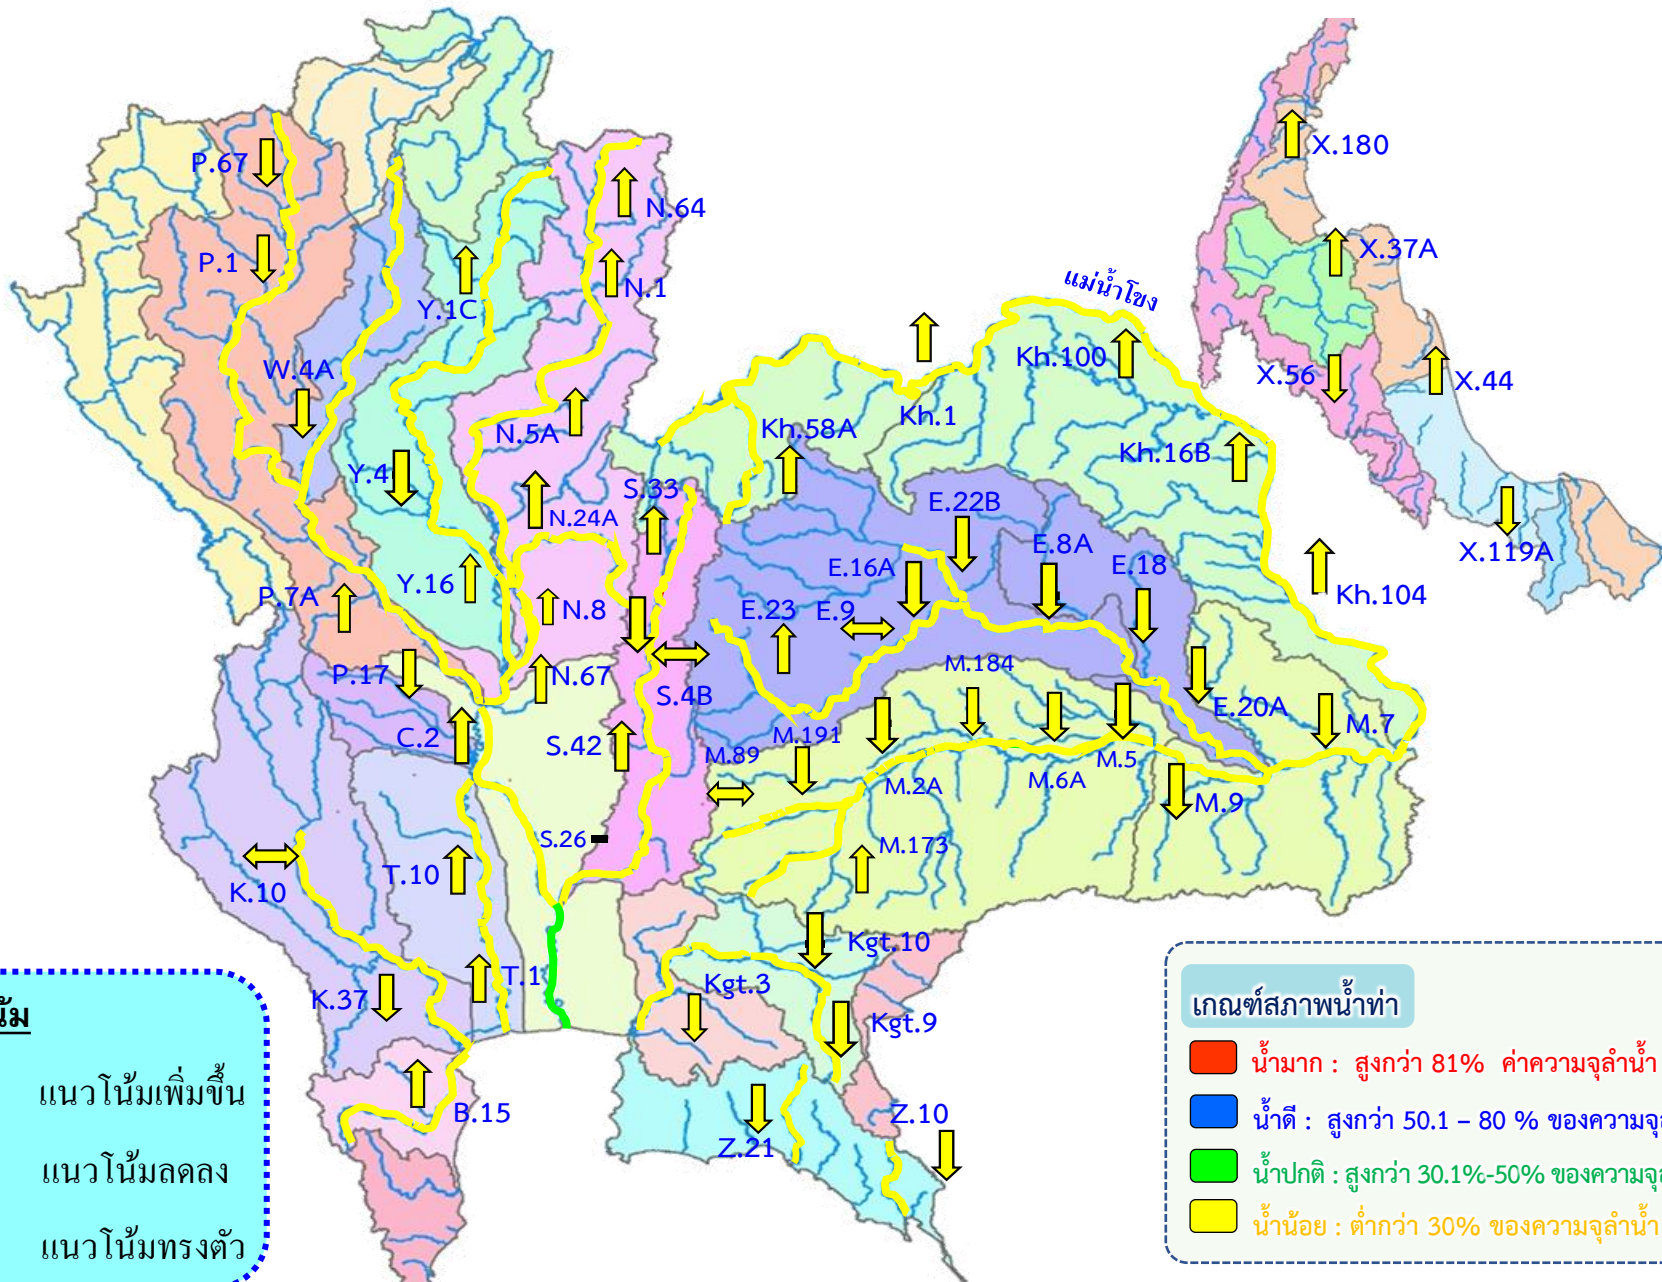 P.67
P.1
W.4A
Y.1C
N.64
N.1
N.5A
Y.4
N.24A
S.33
Y.16
N.8
P.7A
P.17
N.67
C.2
S.42
S.4B
S.26
T.10
T.1
K.10
K.37
B.15
แม่น้ำโขง
Kh.58A
Kh.1
Kh.100
Kh.16B
Kh.104
E.22B
E.16A
E.8A
E.18
E.23
E.9
E.20A
M.184
M.191
M.89
M.2A
M.6A
M.5
M.7
M.9
M.173
Kgt.10
Kgt.3
Kgt.9
Z.21
Z.10
X.180
X.37A
X.56
X.44
X.119A
แนวโน้มเพิ่มขึ้น
แนวโน้มลดลง
แนวโน้มทรงตัว
เกณฑ์สภาพน้ำท่า
น้ำมาก : สูงกว่า 81% ค่าความจุลำน้ำ
น้ำดี : สูงกว่า 50.1 – 80 % ของความจุ
น้ำปกติ : สูงกว่า 30.1%-50% ของความจุ
น้ำน้อย : ต่ำกว่า 30% ของความจุลำน้ำ